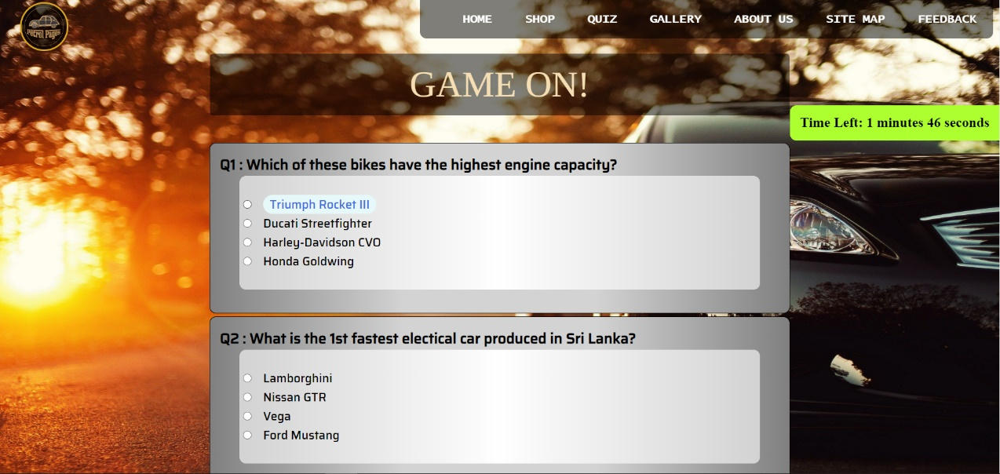 Petrol Pages
HOME SHOP QUIZ GALLERY ABOUT US SITE MAP FEEDBACK
GAME ON!
Time Left: 1 minutes 46 seconds
Q1 : Which of these bikes have the highest engine capacity?
Triumph Rocket III
Ducati Streetfighter
Harley-Davidson CVO
Honda Goldwing
Q2 : What is the 1st fastest electical car produced in Sri Lanka?
Lamborghini
Nissan GTR
Vega
Ford Mustang